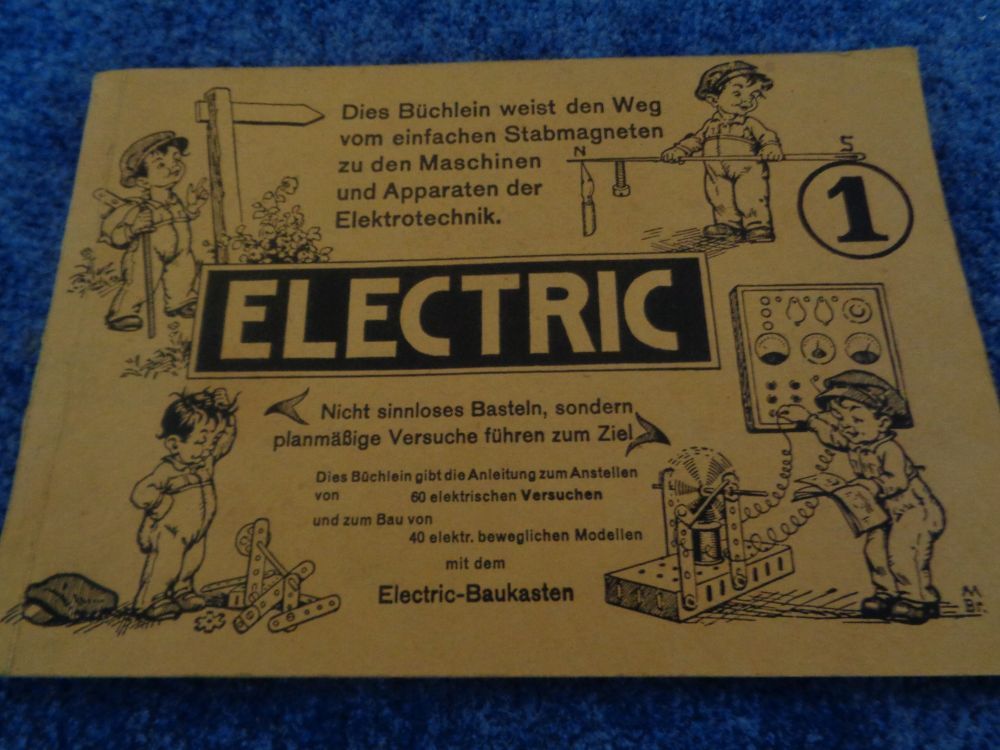 Dies Büchlein weist den Weg
vom einfachen Stabmagneten
zu den Maschinen
und Apparaten der
Elektrotechnik.
N
S
1
ELECTRIC
Nicht sinnloses Basteln, sondern
planmäßige Versuche führen zum Ziel
Dies Büchlein gibt die Anleitung zum Anstellen
von 60 elektrischen Versuchen
und zum Bau von
40 elektr. beweglichen Modellen
mit dem
Electric-Baukasten
M
Br.